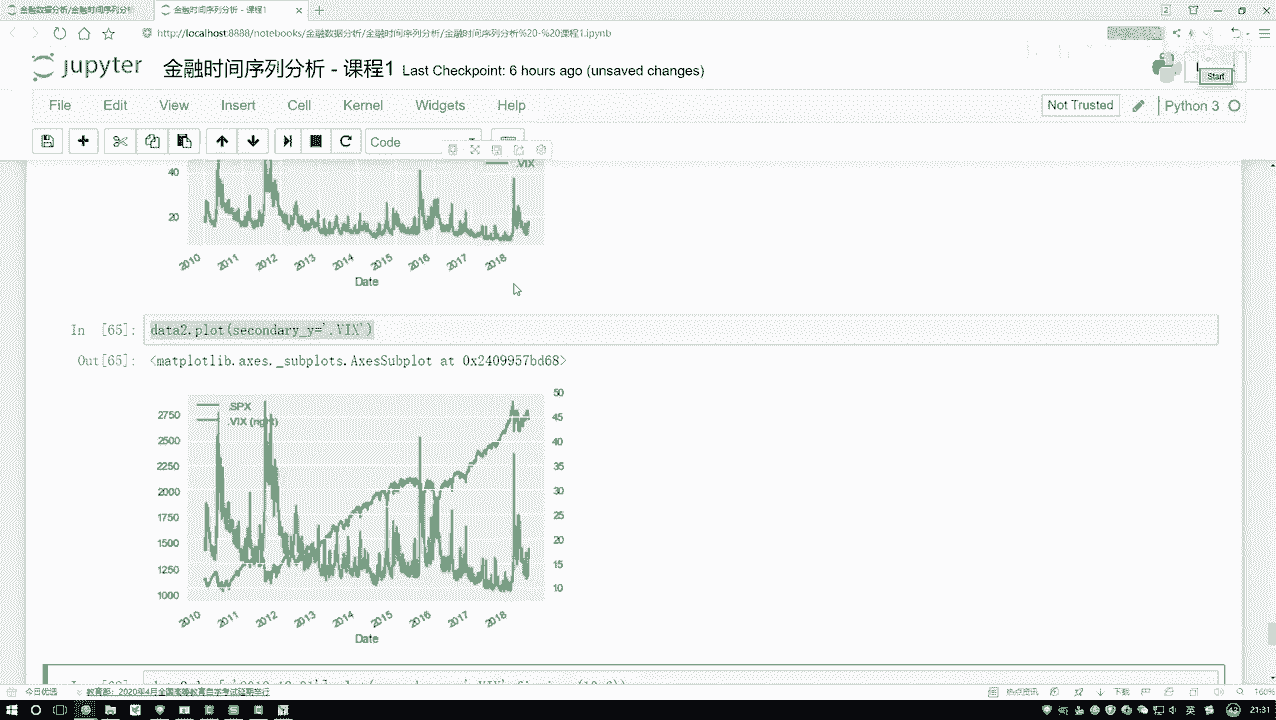 金融数据分析/金融时间序列分析
金融时间序列分析 - 课程1
http://localhost:8888/notebooks/金融数据分析/金融时间序列分析/金融时间序列分析%20-%20课程1.ipynb
jupyter 金融时间序列分析 - 课程1 Last Checkpoint: 6 hours ago (unsaved changes)
Start
File Edit View Insert Cell Kernel Widgets Help
Not Trusted Python 3
Code
.VIX
40
20
2010 2011 2012 2013 2014 2015 2016 2017 2018
Date
In [65]: data2.plot(secondary_y='.VIX')
Out[65]: <matplotlib.axes._subplots.AxesSubplot at 0x2409957bd68>
.SPX
.VIX (right)
2750
2500
2250
2000
1750
1500
1250
1000
50
45
40
35
30
25
20
15
10
2010 2011 2012 2013 2014 2015 2016 2017 2018
Date
今日优选
教育部：2020年4月全国高等教育自学考试延期举行
热点资讯
下载
160%
英
21:31